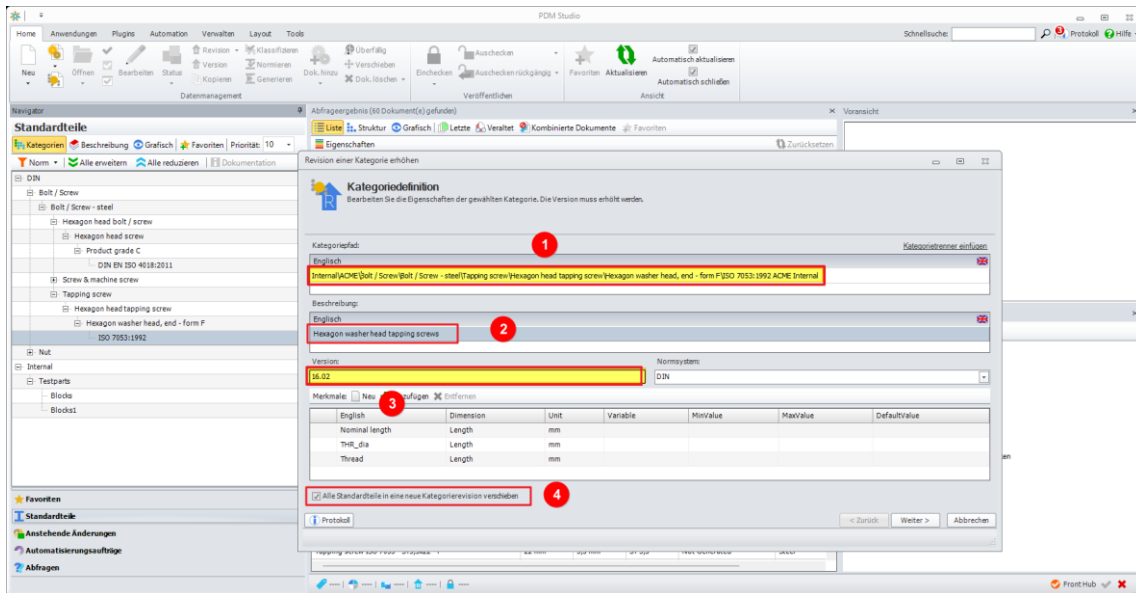 PDM Studio
Home Anwendungen Plugins Automation Verwalten Layout Tools
Schnellsuche:
3
Protokoll
Hilfe
Neu
Öffnen
Bearbeiten
Status
Revision
Version
Kopieren
Klassifizieren
Normieren
Generieren
Datenmanagement
Dok. hinzu
Überfällig
Verschieben
Dok. löschen
Einchecken
Auschecken
Auschecken rückgängig
Veröffentlichen
Favoriten
Aktualisieren
Automatisch aktualisieren
Automatisch schließen
Ansicht
Navigator
Standardteile
Kategorien Beschreibung Grafisch Favoriten Priorität: 10
Norm Alle erweitern Alle reduzieren Dokumentation
DIN
Bolt / Screw
Bolt / Screw - steel
Hexagon head bolt / screw
Hexagon head screw
Product grade C
DIN EN ISO 4018:2011
Screw & machine screw
Tapping screw
Hexagon head tapping screw
Hexagon washer head, end - form F
ISO 7053:1992
Nut
Internal
Testparts
Blocks
Blocks1
Favoriten
Standardteile
Anstehende Änderungen
Automatisierungsaufträge
Abfragen
Abfrageergebnis (60 Dokument(e) gefunden)
Voransicht
Liste Struktur Grafisch Letzte Veraltet Kombinierte Dokumente Favoriten
Eigenschaften
Zurücksetzen
Revision einer Kategorie erhöhen
Kategoriedefinition
Bearbeiten Sie die Eigenschaften der gewählten Kategorie. Die Version muss erhöht werden.
1
Kategoriepfad:
Kategorietrenner einfügen
Englisch
Internal\ACME\Bolt / Screw\Bolt / Screw - steel\Tapping screw\Hexagon head tapping screw\Hexagon washer head, end - form F\ISO 7053:1992 ACME Internal
Beschreibung:
Englisch
Hexagon washer head tapping screws
2
Version:
Normsystem:
16.02
DIN
3
Merkmale: Neu Entfernen
English Dimension Unit Variable MinValue MaxValue DefaultValue
Nominal length Length mm
THR_dia Length mm
Thread Length mm
Alle Standardteile in eine neue Kategorierevision verschieben
4
Protokoll
< Zurück
Weiter >
Abbrechen
FrontHub